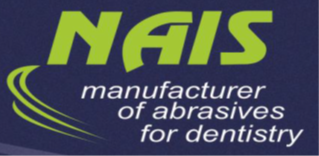 NAIS
manufacturer
of abrasives
for dentistry